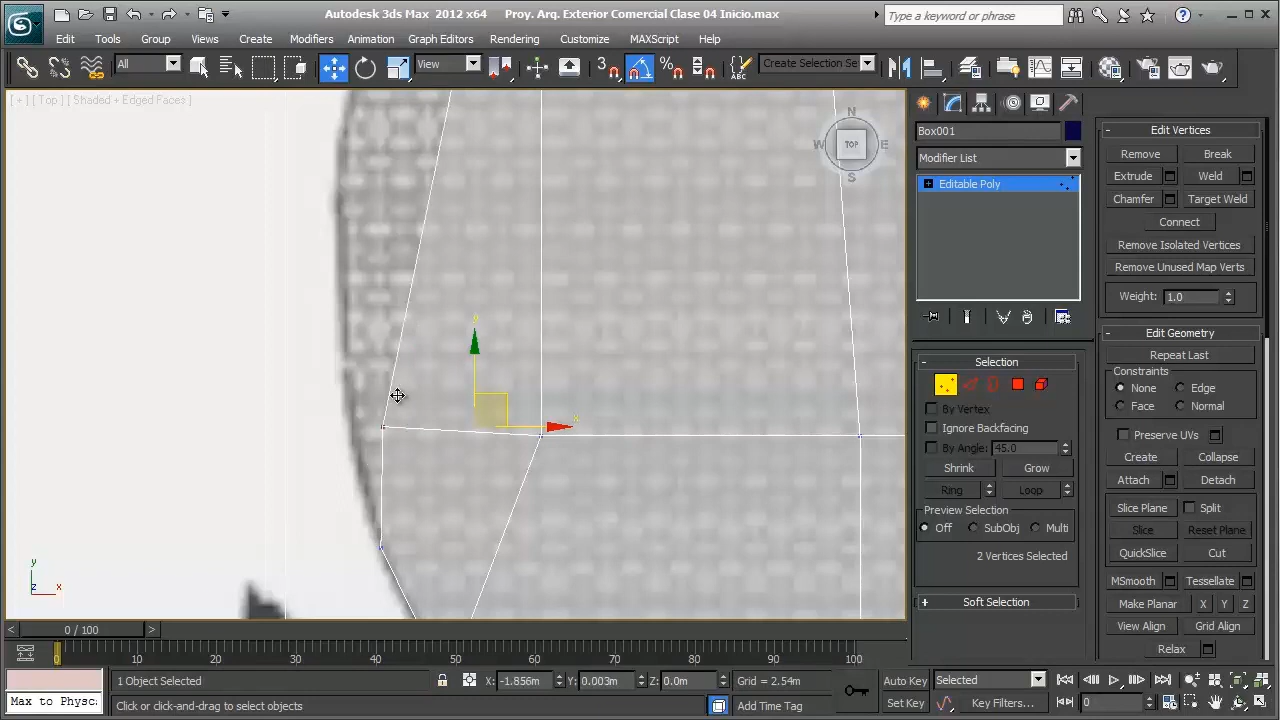 Autodesk 3ds Max 2012 x64 Proy. Arq. Exterior Comercial Clase 04 Inicio.max
Type a keyword or phrase
Edit Tools Group Views Create Modifiers Animation Graph Editors Rendering Customize MAXScript Help
All View 3 Create Selection Se
[ + ] [ Top ] [ Shaded + Edged Faces ]
N
W TOP E
S
Box001
Modifier List
Editable Poly
Selection
By Vertex
Ignore Backfacing
By Angle: 45.0
Shrink Grow
Ring Loop
Preview Selection
Off SubObj Multi
2 Vertices Selected
Soft Selection
Edit Vertices
Remove Break
Extrude Weld
Chamfer Target Weld
Connect
Remove Isolated Vertices
Remove Unused Map Verts
Weight: 1.0
Edit Geometry
Repeat Last
Constraints
None Edge
Face Normal
Preserve UVs
Create Collapse
Attach Detach
Slice Plane Split
Slice Reset Plane
QuickSlice Cut
MSmooth Tessellate
Make Planar X Y Z
View Align Grid Align
Relax
y
z x
0 / 100
0 10 20 30 40 50 60 70 80 90 100
1 Object Selected X: -1.856m Y: 0.003m Z: 0.0m Grid = 2.54m Auto Key Selected
Max to Physc: Click or click-and-drag to select objects Add Time Tag Set Key Key Filters... 0